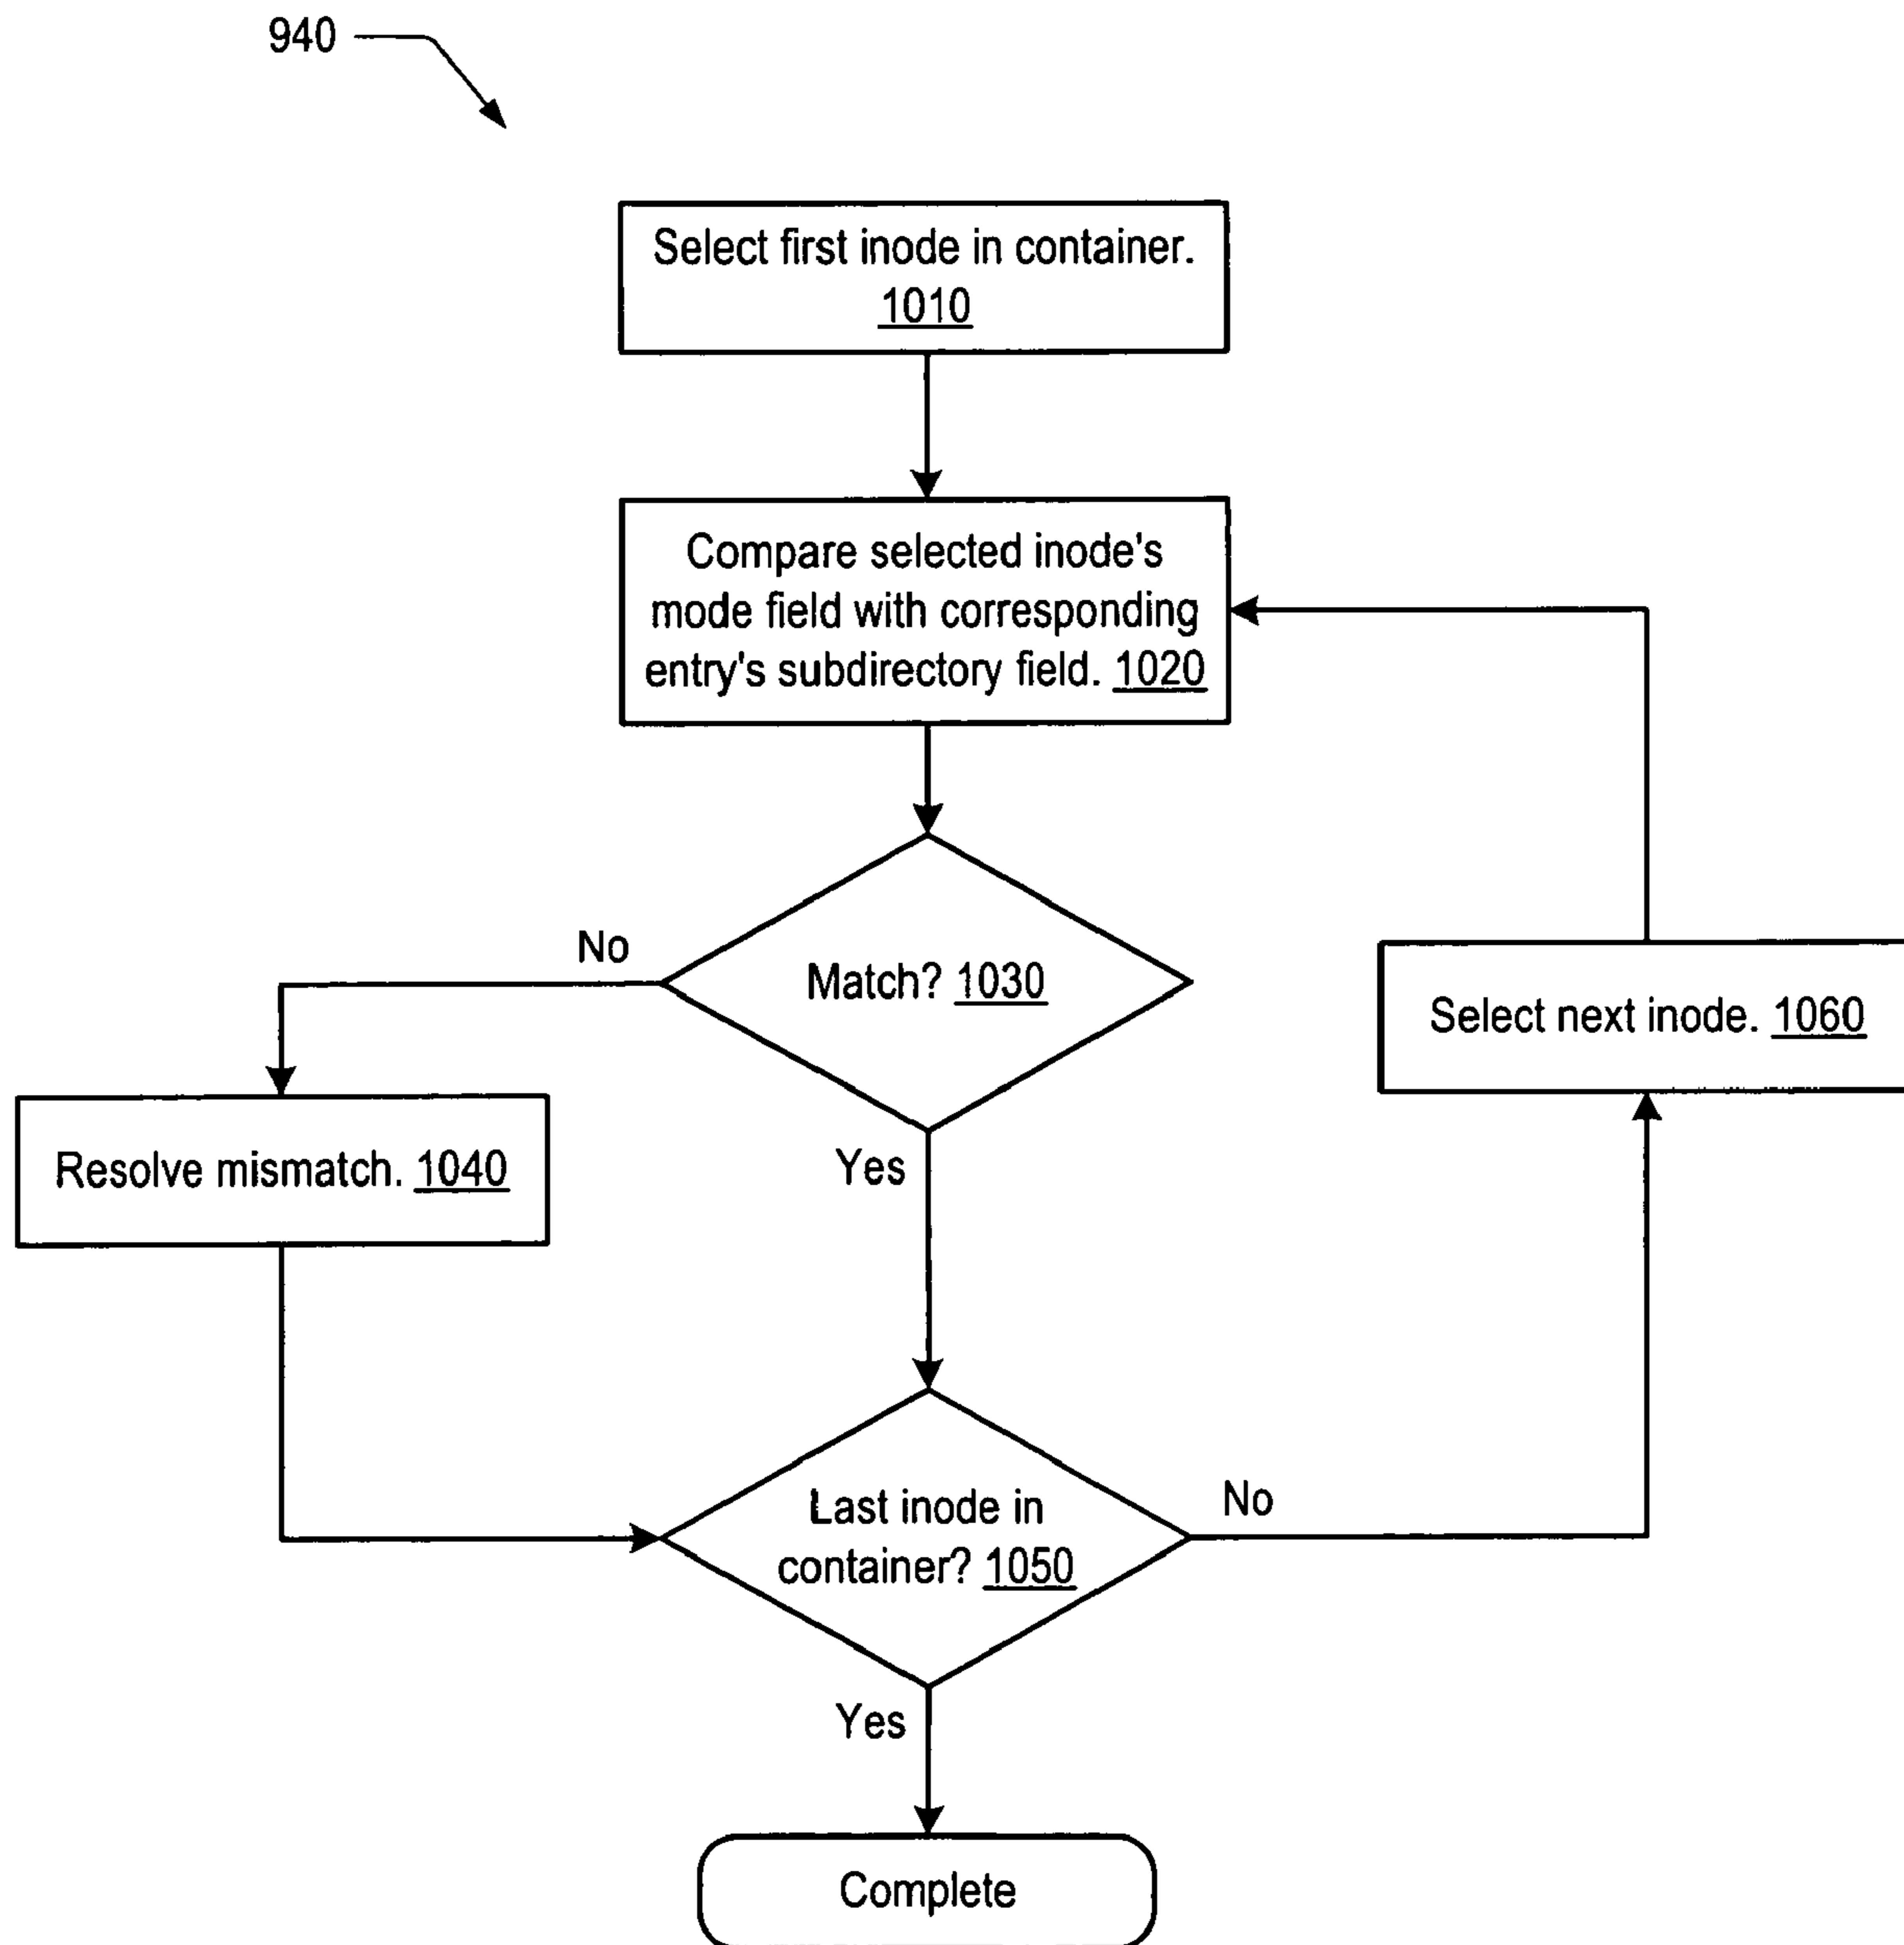 940
Select first inode in container.
1010
Compare selected inode's
mode field with corresponding
entry's subdirectory field. 1020
No
Match? 1030
Select next inode. 1060
Resolve mismatch. 1040
Yes
Last inode in
container? 1050
No
Yes
Complete